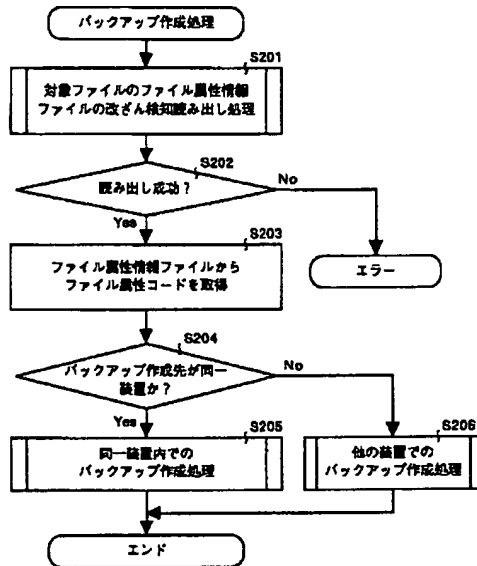 バックアップ作成処理
S201
対象ファイルのファイル属性情報
ファイルの改ざん検知読み出し処理
S202
読み出し成功？
No
Yes
S203
エラー
ファイル属性情報ファイルから
ファイル属性コードを取得
S204
バックアップ作成先が同一
装置か？
No
Yes
S205
S206
同一装置内での
バックアップ作成処理
他の装置での
バックアップ作成処理
エンド